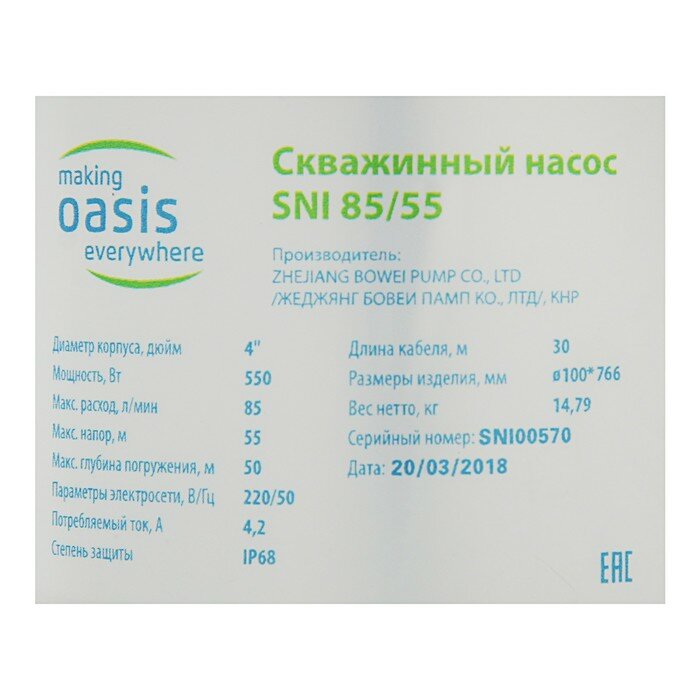 making
oasis
everywhere
Скважинный насос
SNI 85/55
Производитель:
ZHEJIANG BOWEI PUMP CO., LTD
/ЖЕДЖЯНГ БОВЕИ ПАМП КО., ЛТД/, КНР
Диаметр корпуса, дюйм 4"
Мощность, Вт 550
Макс. расход, л/мин 85
Макс. напор, м 55
Макс. глубина погружения, м 50
Параметры электросети, В/Гц 220/50
Потребляемый ток, А 4,2
Степень защиты IP68
Длина кабеля, м 30
Размеры изделия, мм ø100*766
Вес нетто, кг 14,79
Серийный номер: SNI00570
Дата: 20/03/2018
EAC